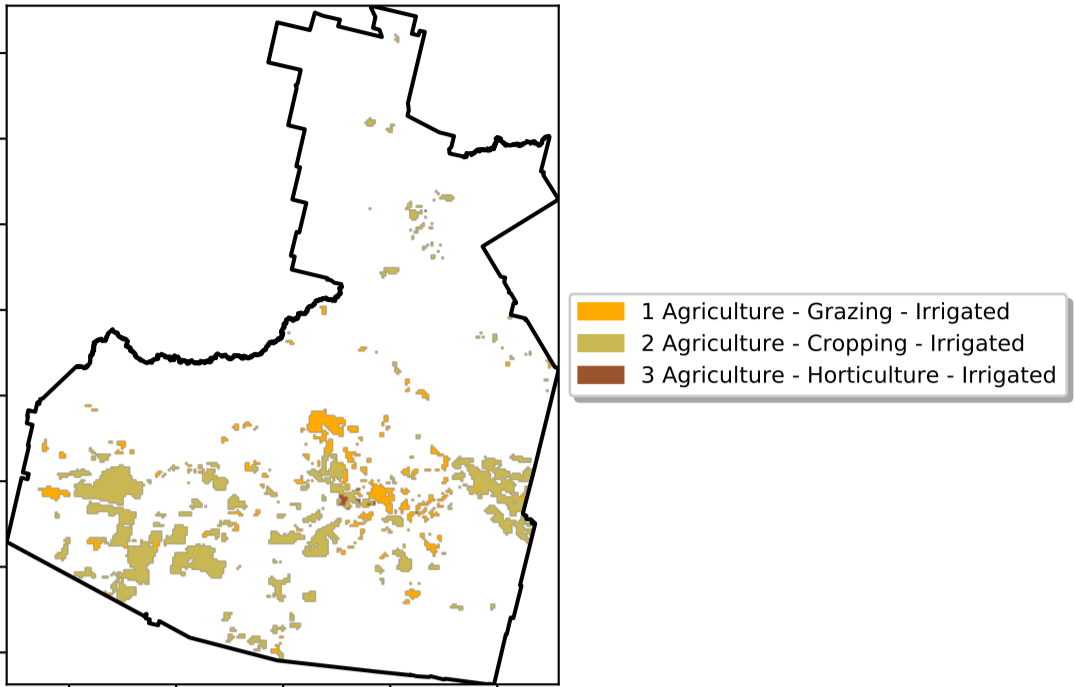 1 Agriculture - Grazing - Irrigated
2 Agriculture - Cropping - Irrigated
3 Agriculture - Horticulture - Irrigated